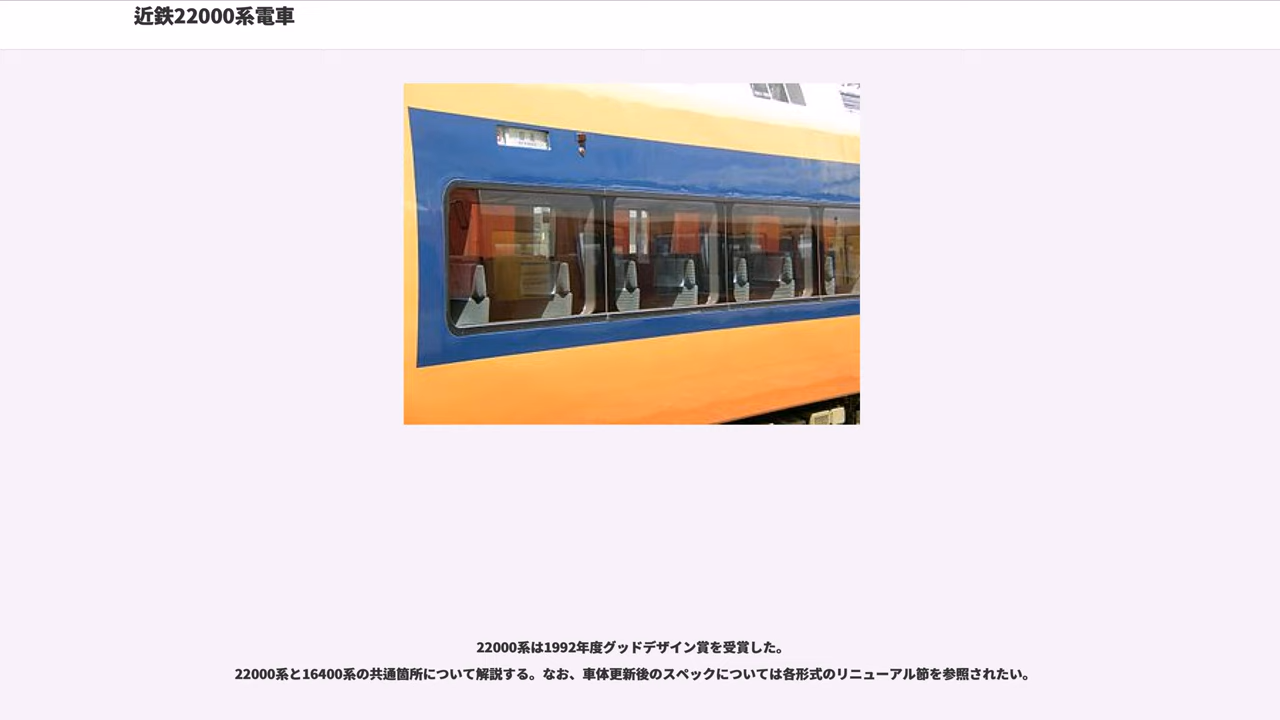 近鉄22000系電車
22000系は1992年度グッドデザイン賞を受賞した。
22000系と16400系の共通箇所について解説する。なお、車体更新後のスペックについては各形式のリニューアル節を参照されたい。